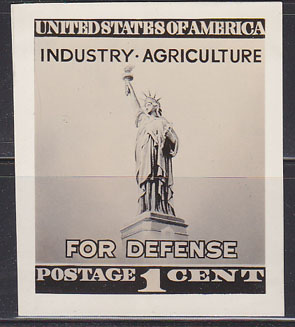 UNITED STATES OF AMERICA
INDUSTRY · AGRICULTURE
FOR DEFENSE
POSTAGE 1 CENT